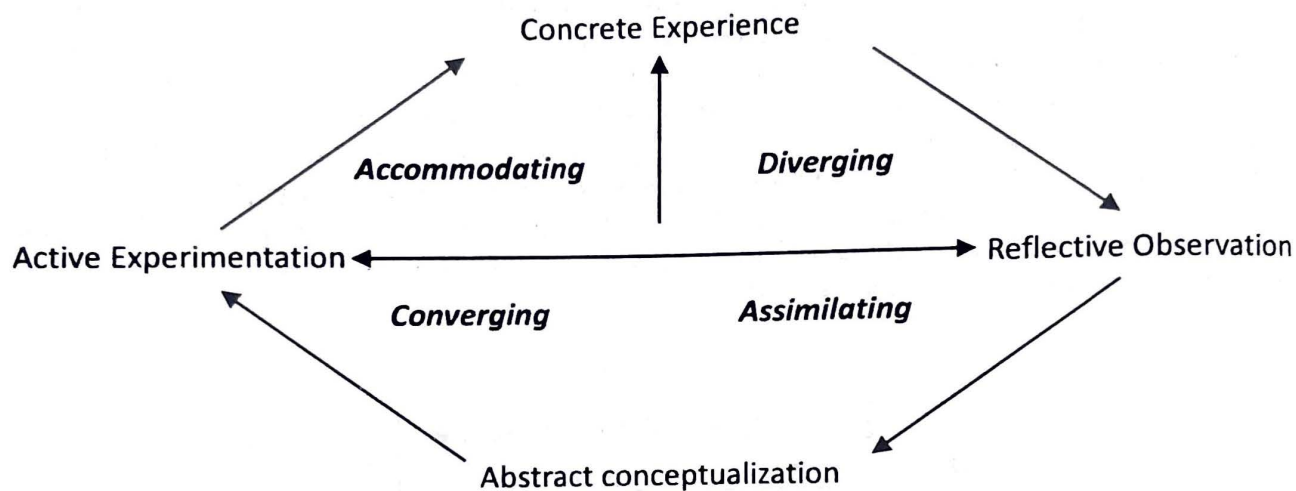 Concrete Experience
Accommodating
Diverging
Active Experimentation
Reflective Observation
Converging
Assimilating
Abstract conceptualization